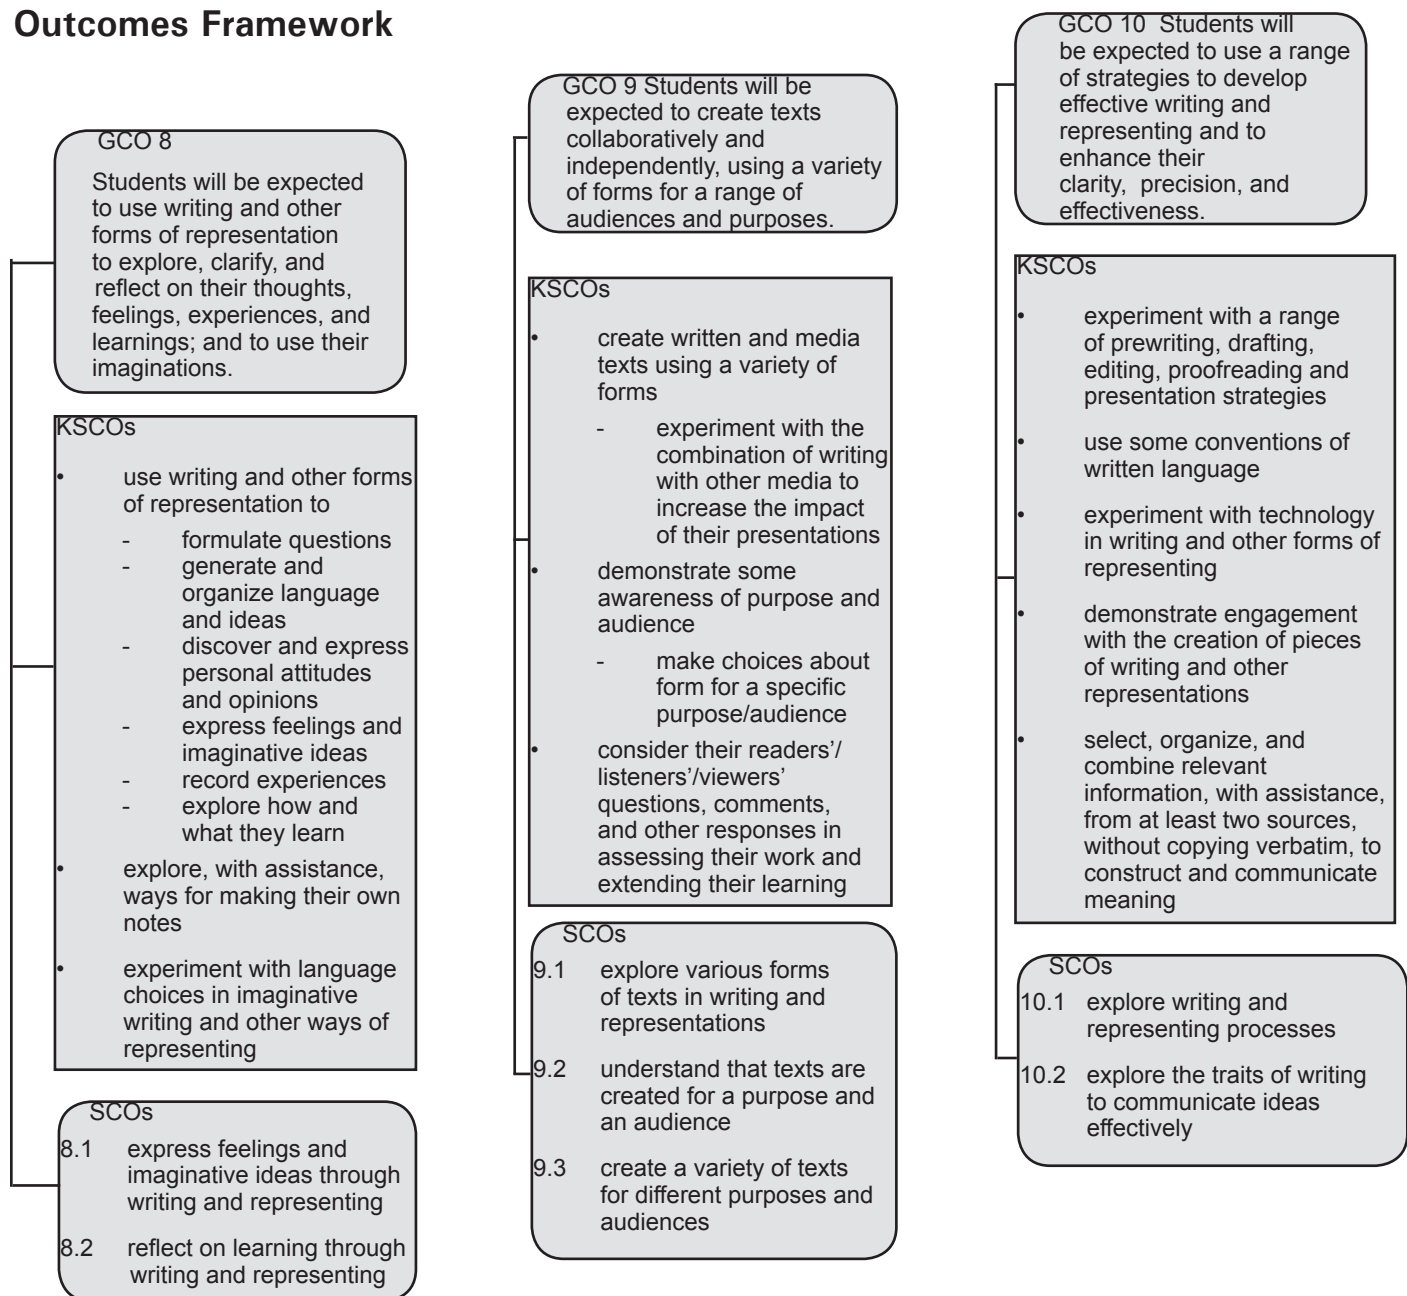 Outcomes Framework
GCO 8
Students will be expected
to use writing and other
forms of representation
to explore, clarify, and
reflect on their thoughts,
feelings, experiences, and
learnings; and to use their
imaginations.
KSCOs
• use writing and other forms
of representation to
- formulate questions
- generate and
organize language
and ideas
- discover and express
personal attitudes
and opinions
- express feelings and
imaginative ideas
- record experiences
- explore how and
what they learn
• explore, with assistance,
ways for making their own
notes
• experiment with language
choices in imaginative
writing and other ways of
representing
SCOs
8.1 express feelings and
imaginative ideas through
writing and representing
8.2 reflect on learning through
writing and representing
GCO 9 Students will be
expected to create texts
collaboratively and
independently, using a variety
of forms for a range of
audiences and purposes.
KSCOs
• create written and media
texts using a variety of
forms
- experiment with the
combination of writing
with other media to
increase the impact
of their presentations
• demonstrate some
awareness of purpose and
audience
- make choices about
form for a specific
purpose/audience
• consider their readers’/
listeners’/viewers’
questions, comments,
and other responses in
assessing their work and
extending their learning
SCOs
9.1 explore various forms
of texts in writing and
representations
9.2 understand that texts are
created for a purpose and
an audience
9.3 create a variety of texts
for different purposes and
audiences
GCO 10 Students will
be expected to use a range
of strategies to develop
effective writing and
representing and to
enhance their
clarity, precision, and
effectiveness.
KSCOs
• experiment with a range
of prewriting, drafting,
editing, proofreading and
presentation strategies
• use some conventions of
written language
• experiment with technology
in writing and other forms of
representing
• demonstrate engagement
with the creation of pieces
of writing and other
representations
• select, organize, and
combine relevant
information, with assistance,
from at least two sources,
without copying verbatim, to
construct and communicate
meaning
SCOs
10.1 explore writing and
representing processes
10.2 explore the traits of writing
to communicate ideas
effectively